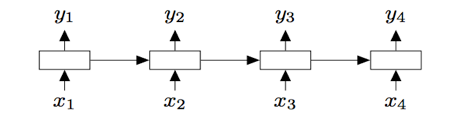 y₁ y₂ y₃ y₄
x₁ x₂ x₃ x₄